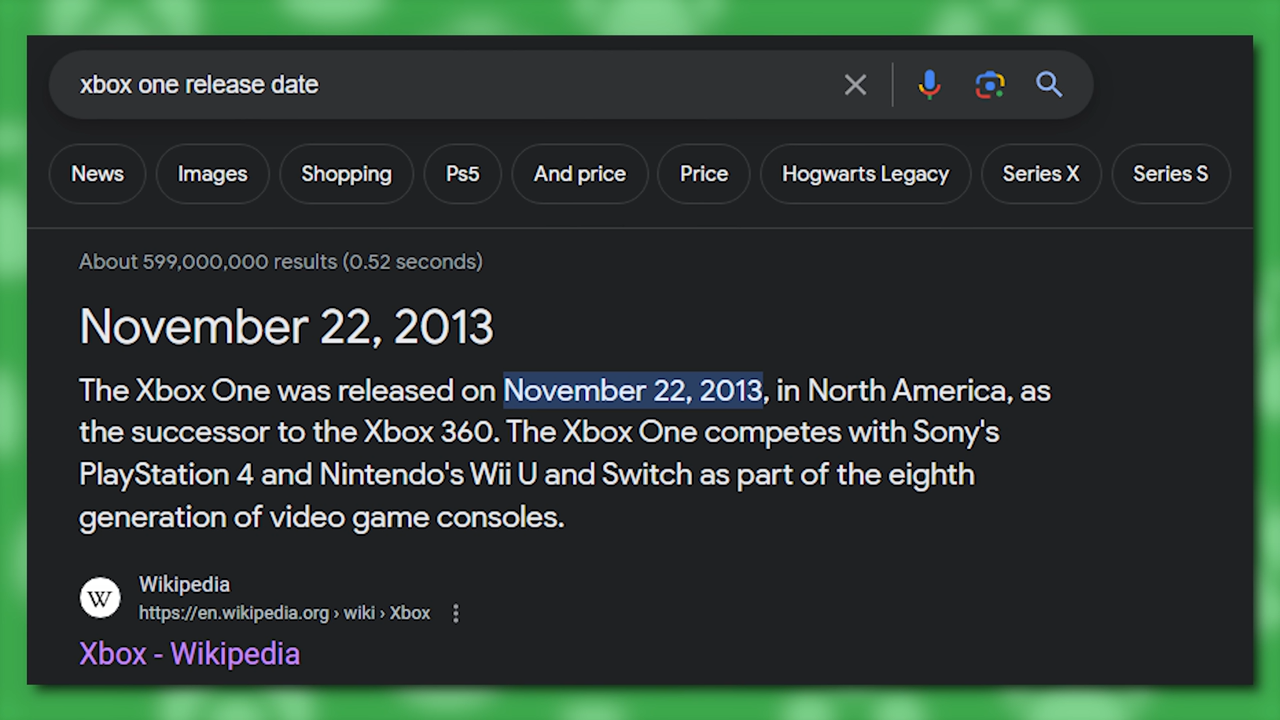 xbox one release date
News Images Shopping Ps5 And price Price Hogwarts Legacy Series X Series S
About 599,000,000 results (0.52 seconds)
November 22, 2013
The Xbox One was released on November 22, 2013, in North America, as
the successor to the Xbox 360. The Xbox One competes with Sony's
PlayStation 4 and Nintendo's Wii U and Switch as part of the eighth
generation of video game consoles.
W
Wikipedia
https://en.wikipedia.org › wiki › Xbox
Xbox - Wikipedia